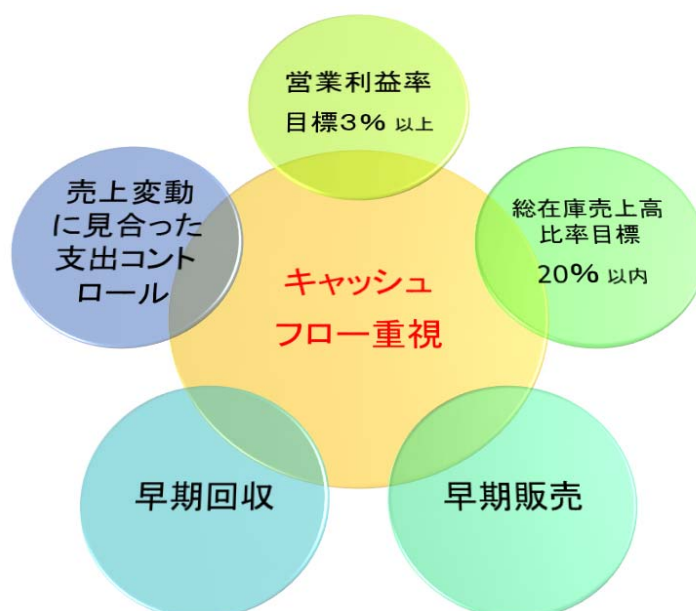 営業利益率
目標3% 以上
売上変動
に見合った
支出コント
ロール
総在庫売上高
比率目標
20% 以内
キャッシュ
フロー重視
早期回収
早期販売